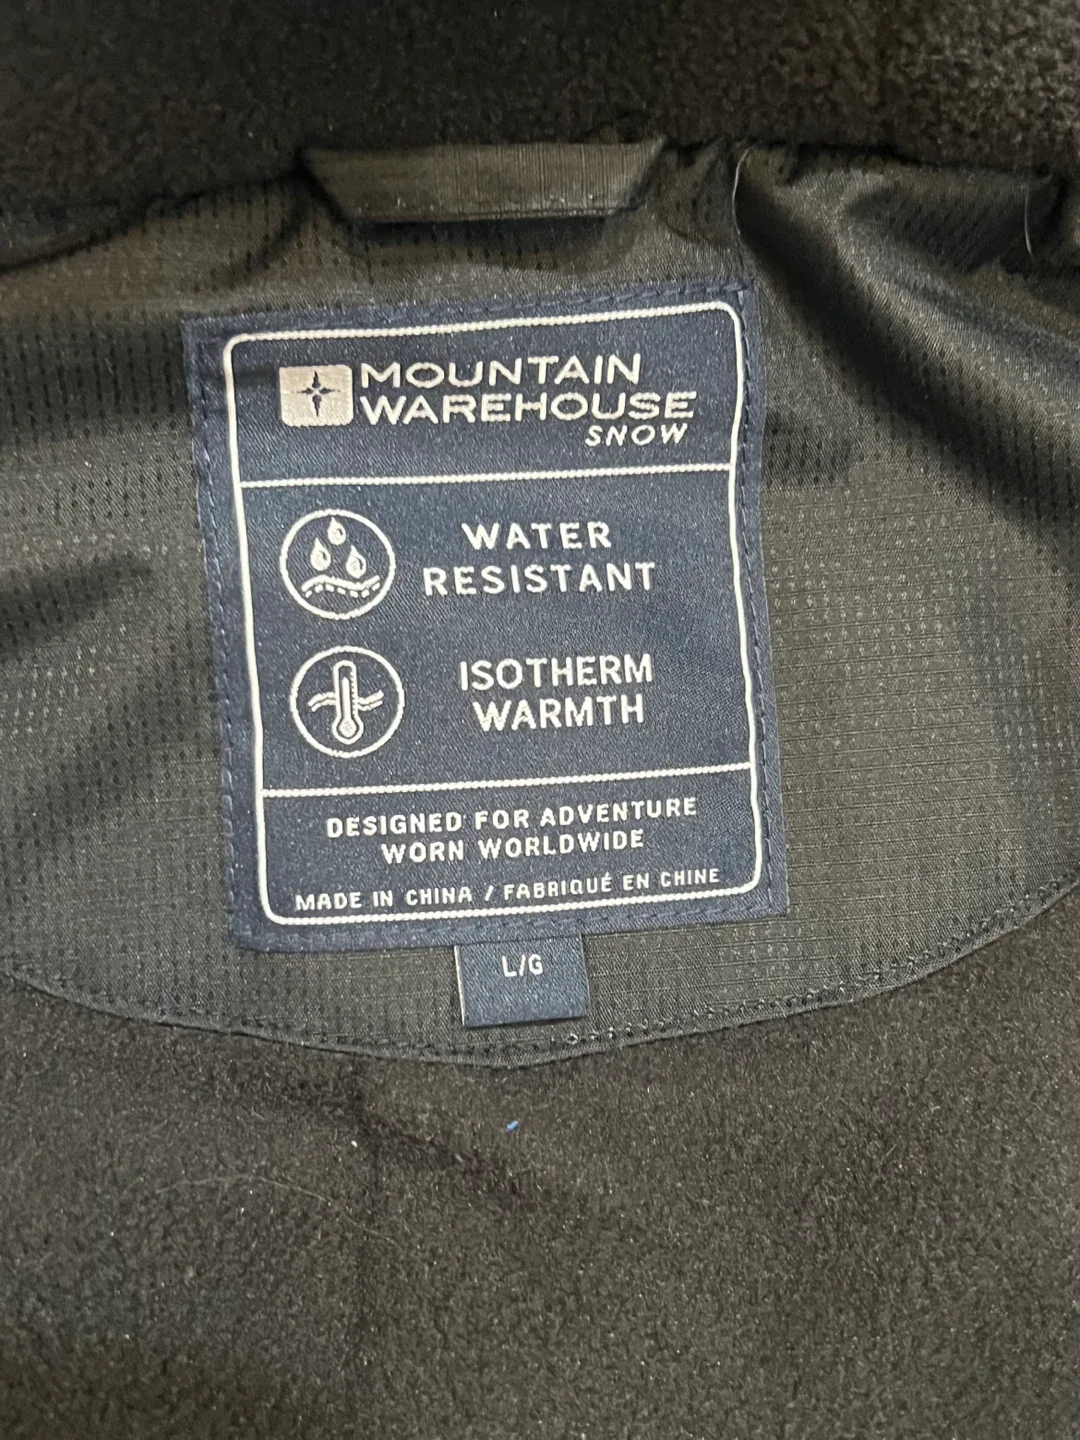 MOUNTAIN
WAREHOUSE
SNOW
WATER
RESISTANT
ISOTHERM
WARMTH
DESIGNED FOR ADVENTURE
WORN WORLDWIDE
MADE IN CHINA / FABRIQUÉ EN CHINE
L/G